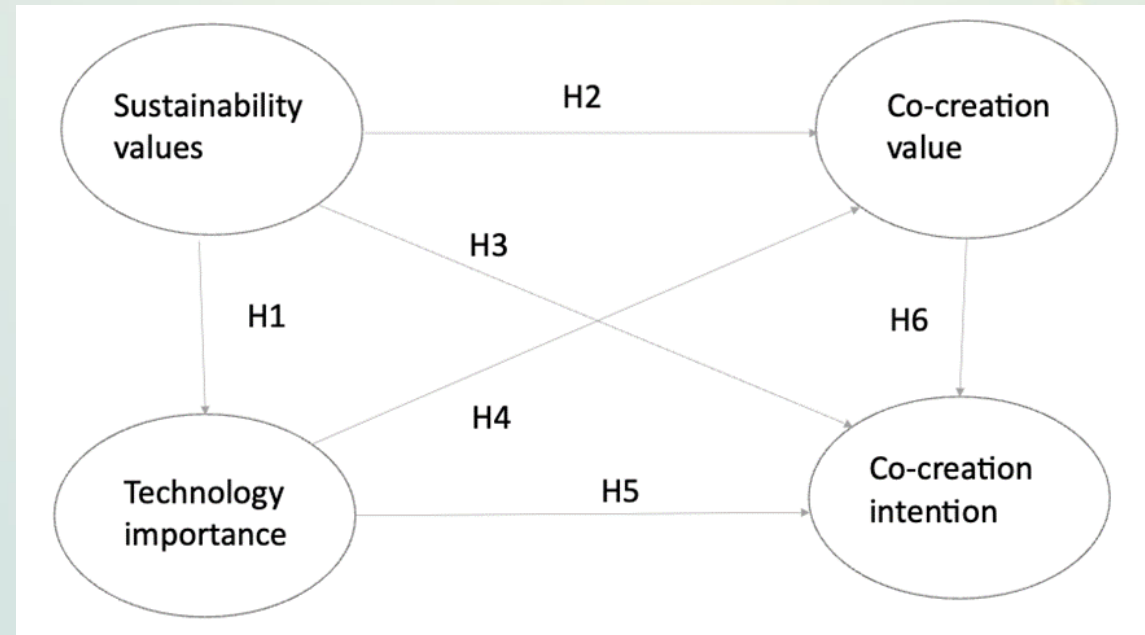 Sustainability
values
H2
Co-creation
value
H3
H1
H6
H4
Technology
importance
H5
Co-creation
intention